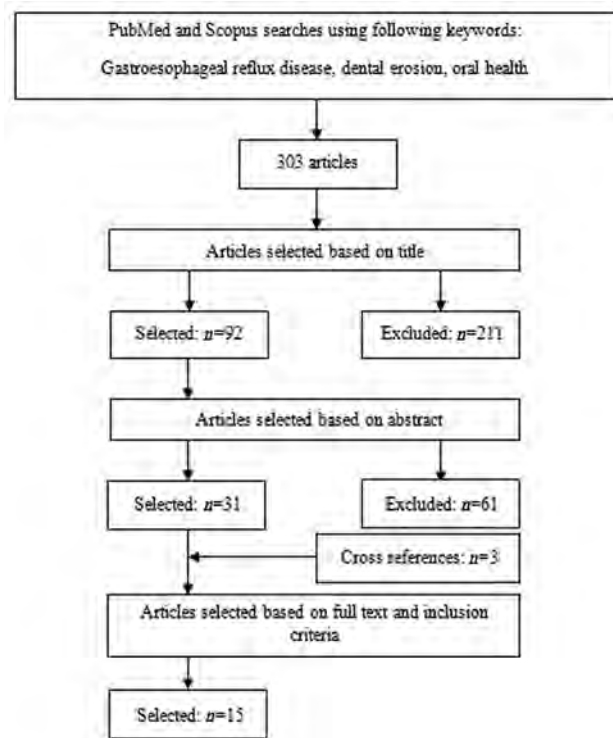 PubMed and Scopus searches using following keywords:
Gastroesophageal reflux disease, dental erosion, oral health
303 articles
Articles selected based on title
Selected: n=92
Excluded: n=211
Articles selected based on abstract
Selected: n=31
Excluded: n=61
Cross references: n=3
Articles selected based on full text and inclusion
criteria
Selected: n=15